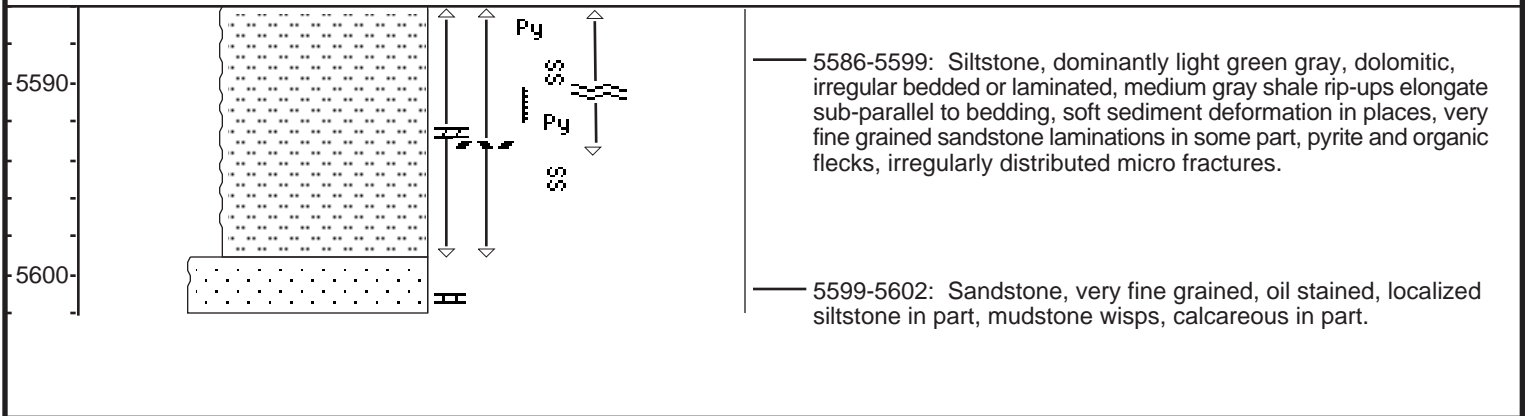 Py
SS
5590
Py
SS
5600
5586-5599: Siltstone, dominantly light green gray, dolomitic,
irregular bedded or laminated, medium gray shale rip-ups elongate
sub-parallel to bedding, soft sediment deformation in places, very
fine grained sandstone laminations in some part, pyrite and organic
flecks, irregularly distributed micro fractures.
5599-5602: Sandstone, very fine grained, oil stained, localized
siltstone in part, mudstone wisps, calcareous in part.